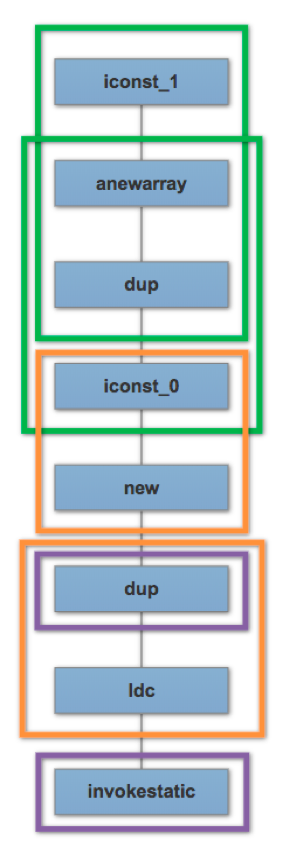 iconst_1
anewarray
dup
iconst_0
new
dup
ldc
invokestatic